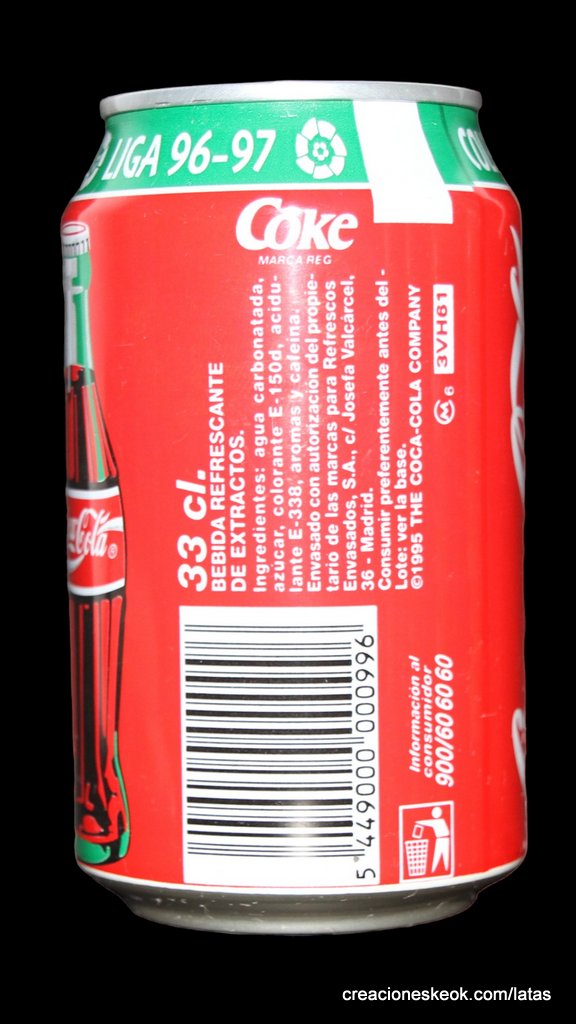 LIGA 96-97
Coke
MARCA REG
33 cl.
BEBIDA REFRESCANTE
DE EXTRACTOS.
Ingredientes: agua carbonatada,
azúcar, colorante E-150d, acidu-
lante E-338, aromas y cafeína.
Envasado con autorización del propie-
tario de las marcas para Refrescos
Envasados, S.A., c/ Josefa Valcárcel,
36 - Madrid.
Consumir preferentemente antes del -
Lote: ver la base.
©1995 THE COCA-COLA COMPANY
6 3VH61
Cola®
5 449000 000996
Información al
consumidor
900/60 60 60
creacioneskeok.com/latas